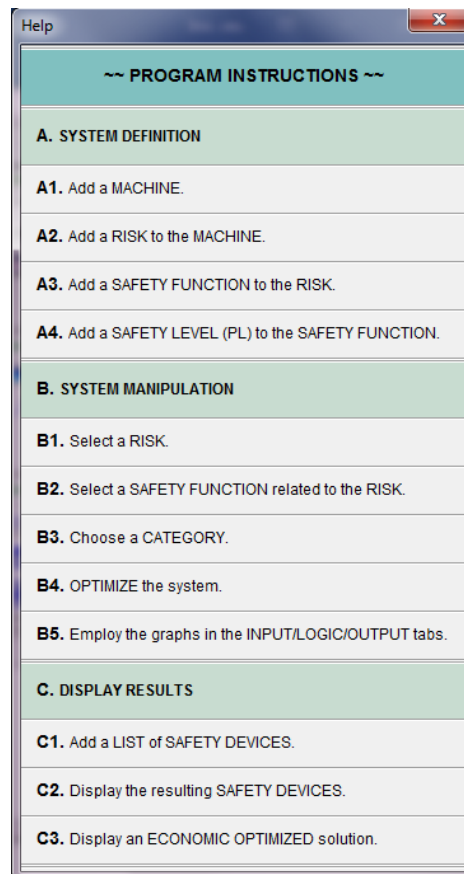 Help
~~ PROGRAM INSTRUCTIONS ~~
A. SYSTEM DEFINITION
A1. Add a MACHINE.
A2. Add a RISK to the MACHINE.
A3. Add a SAFETY FUNCTION to the RISK.
A4. Add a SAFETY LEVEL (PL) to the SAFETY FUNCTION.
B. SYSTEM MANIPULATION
B1. Select a RISK.
B2. Select a SAFETY FUNCTION related to the RISK.
B3. Choose a CATEGORY.
B4. OPTIMIZE the system.
B5. Employ the graphs in the INPUT/LOGIC/OUTPUT tabs.
C. DISPLAY RESULTS
C1. Add a LIST of SAFETY DEVICES.
C2. Display the resulting SAFETY DEVICES.
C3. Display an ECONOMIC OPTIMIZED solution.